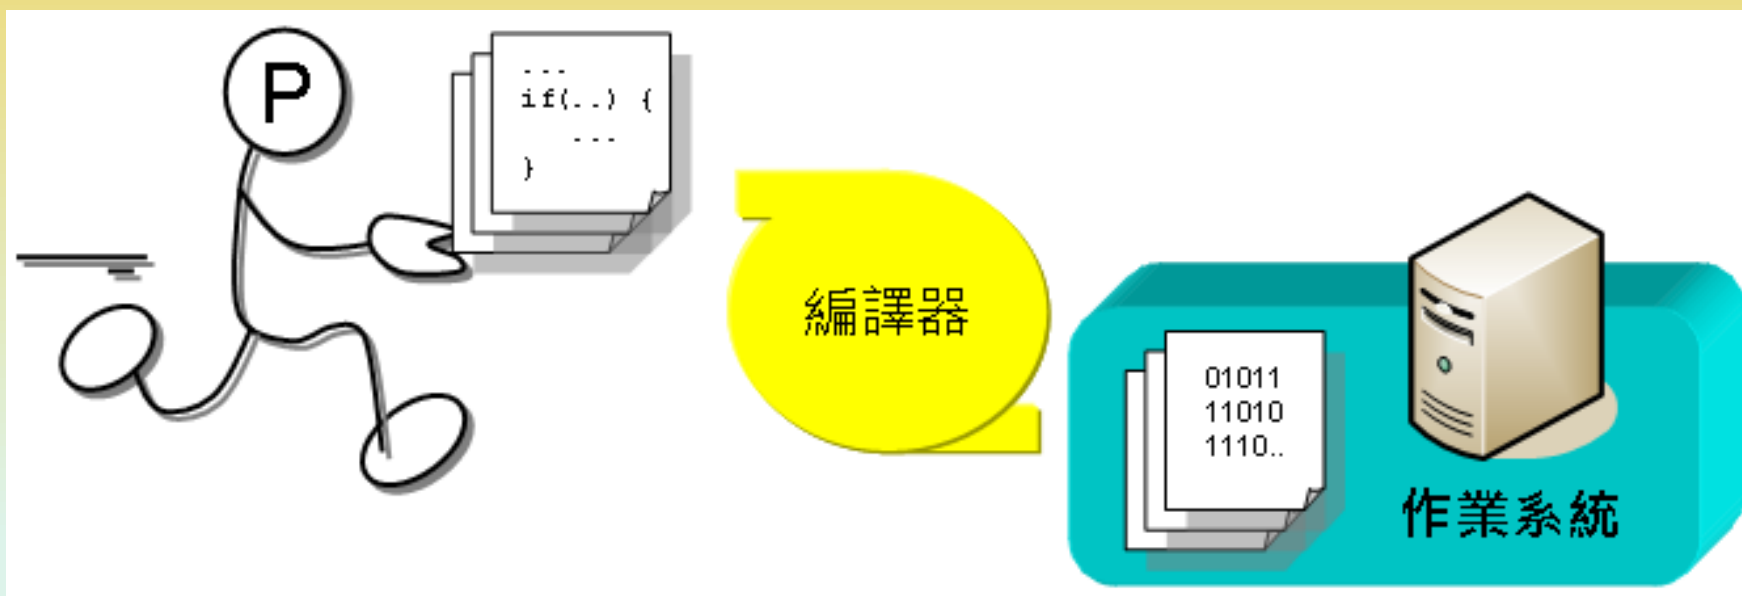 P
---
if(..) {
---
}
編譯器
01011
11010
1110..
作業系統